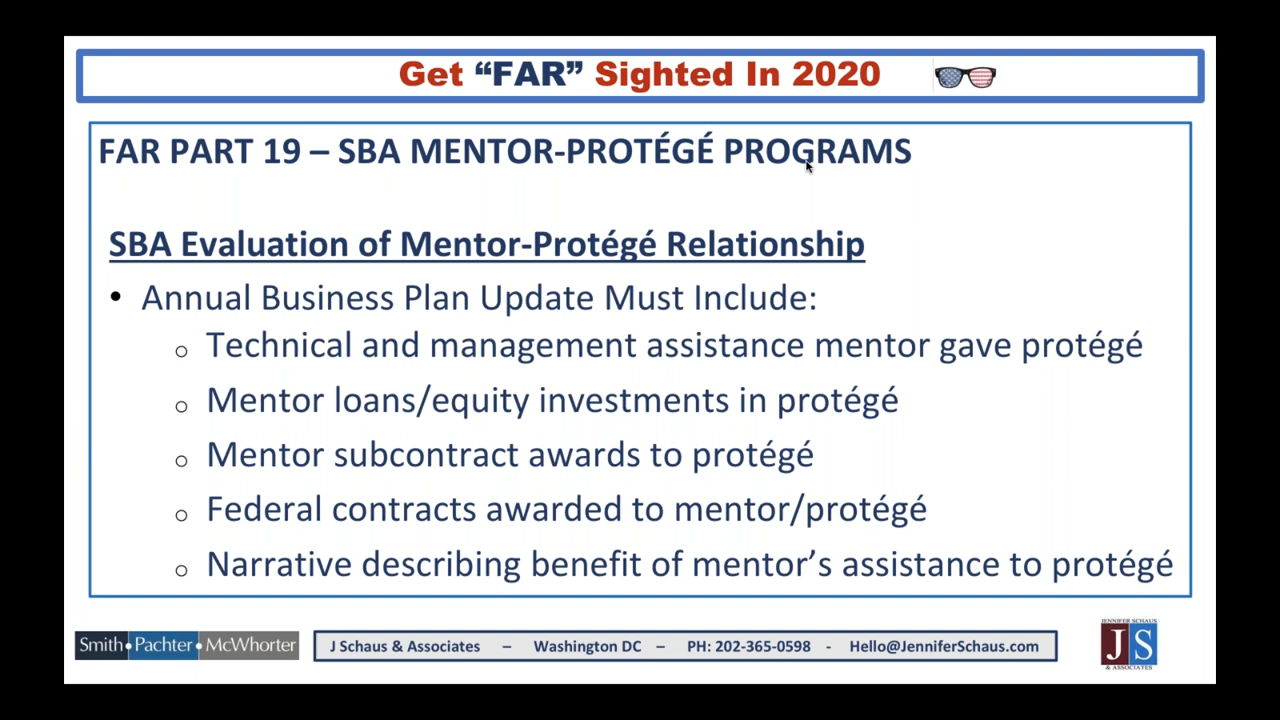 Get “FAR” Sighted In 2020
FAR PART 19 – SBA MENTOR-PROTÉGÉ PROGRAMS
SBA Evaluation of Mentor-Protégé Relationship
• Annual Business Plan Update Must Include:
o Technical and management assistance mentor gave protégé
o Mentor loans/equity investments in protégé
o Mentor subcontract awards to protégé
o Federal contracts awarded to mentor/protégé
o Narrative describing benefit of mentor’s assistance to protégé
Smith•Pachter•McWhorter
J Schaus & Associates – Washington DC – PH: 202-365-0598 - Hello@JenniferSchaus.com
JENNIFER SCHAUS
JS
& ASSOCIATES